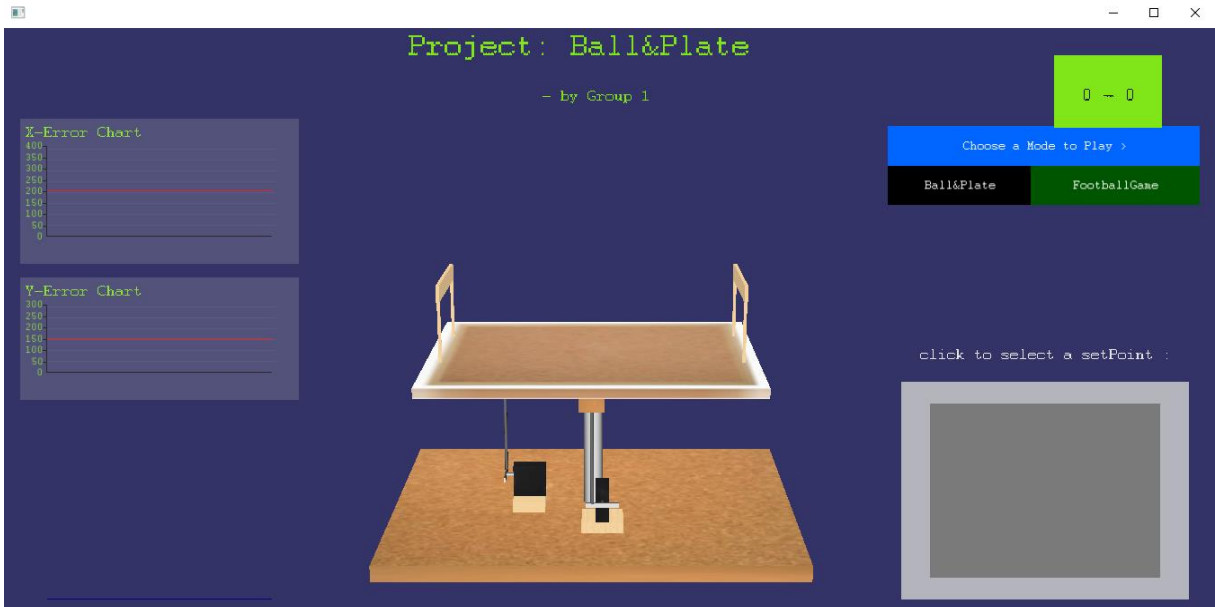 Project: Ball&Plate
- by Group 1
0 - 0
X-Error Chart
400
350
300
250
200
150
100
50
0
Choose a Mode to Play >
Ball&Plate
FootballGame
Y-Error Chart
300
250
200
150
100
50
0
click to select a setPoint :